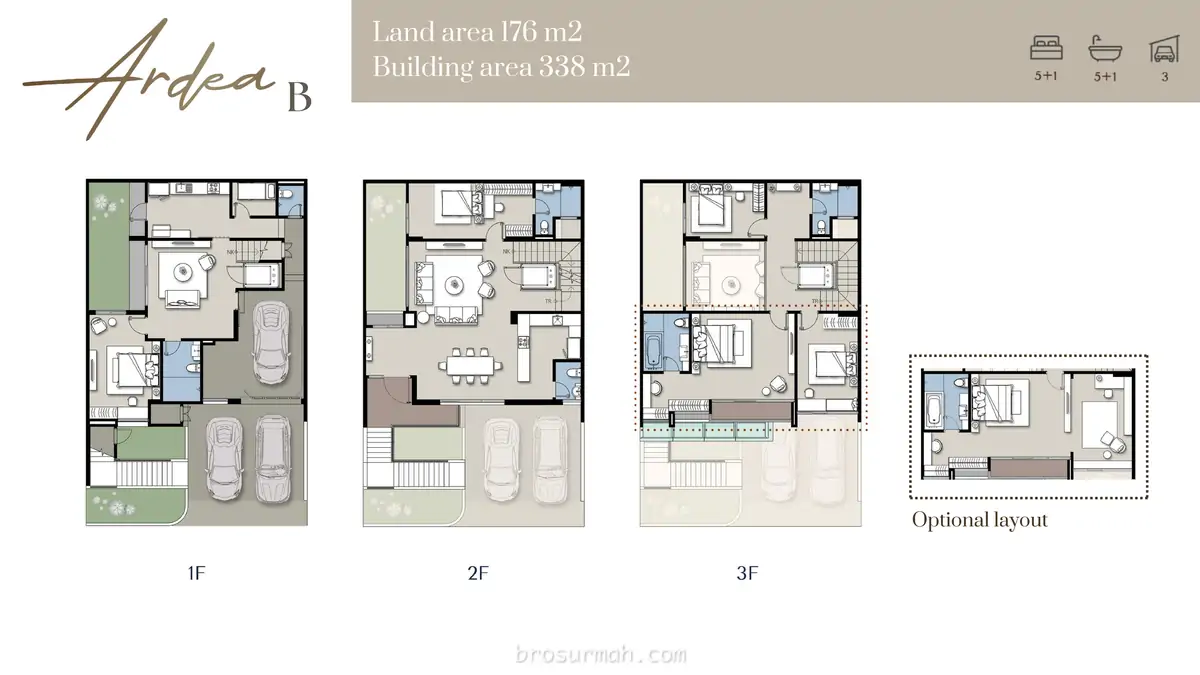 Ardea B
Land area 176 m2
Building area 338 m2
5+1
5+1
3
NK
NK
TR
TR
1F
2F
3F
Optional layout
brosurmah.com